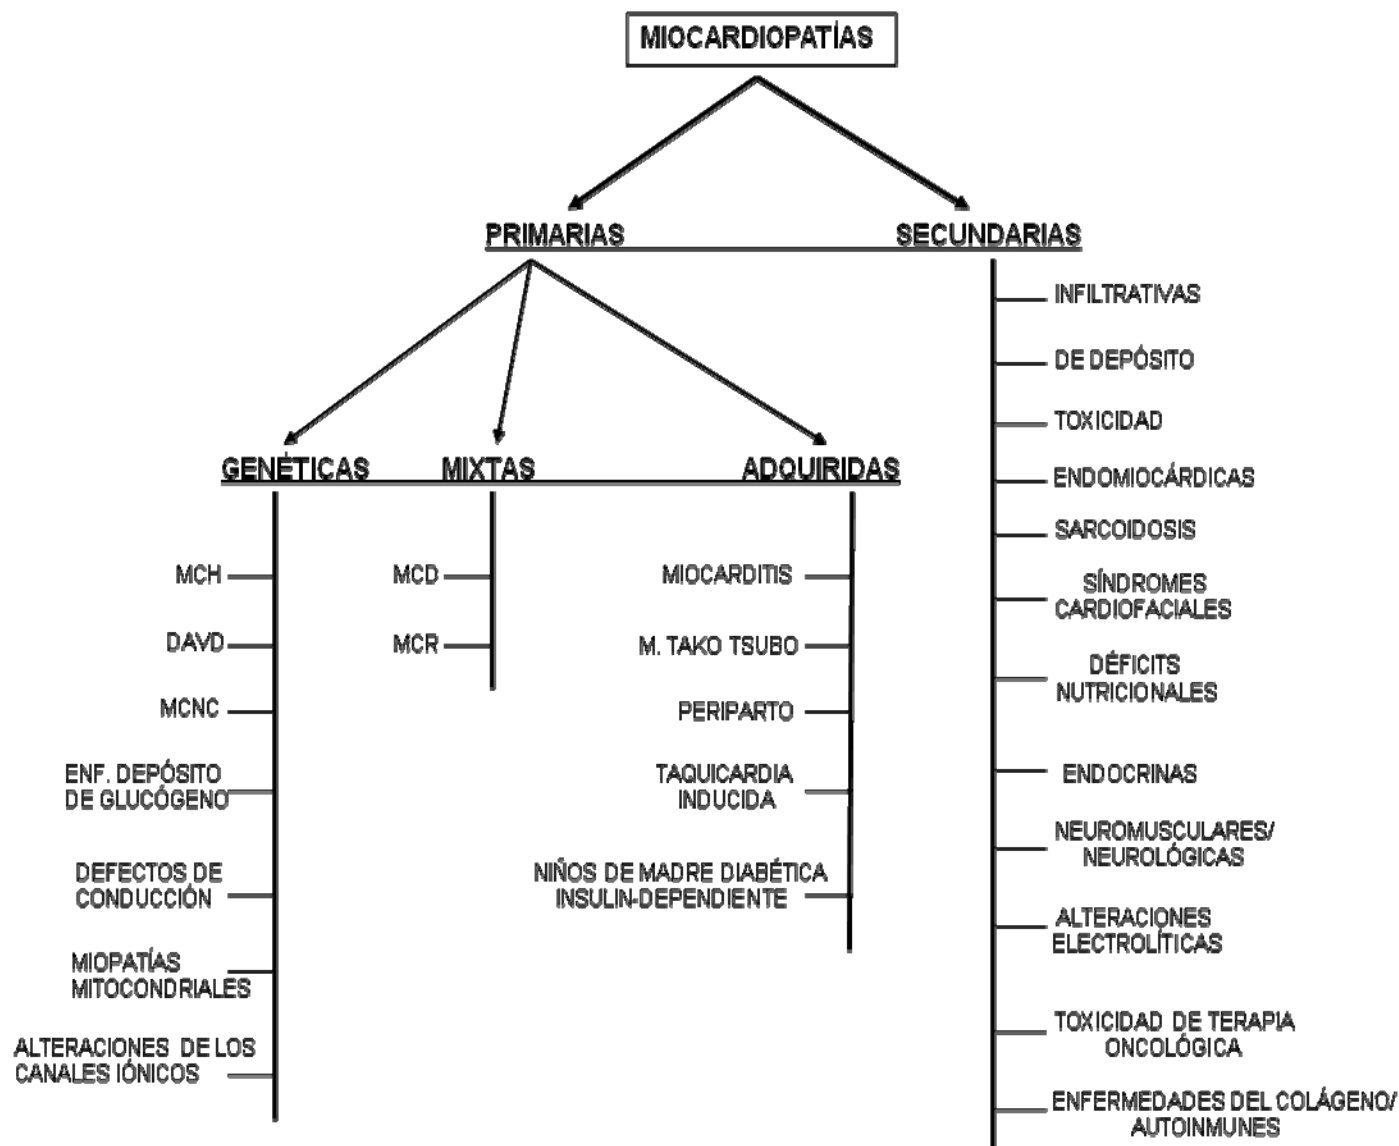 MIOCARDIOPATÍAS
PRIMARIAS
SECUNDARIAS
GENÉTICAS
MIXTAS
ADQUIRIDAS
MCH
DAVD
MCNC
ENF. DEPÓSITO
DE GLUCÓGENO
DEFECTOS DE
CONDUCCIÓN
MIOPATÍAS
MITOCONDRIALES
ALTERACIONES DE LOS
CANALES IÓNICOS
MCD
MCR
MIOCARDITIS
M. TAKO TSUBO
PERIPARTO
TAQUICARDIA
INDUCIDA
NIÑOS DE MADRE DIABÉTICA
INSULIN-DEPENDIENTE
INFILTRATIVAS
DE DEPÓSITO
TOXICIDAD
ENDOMIOCÁRDICAS
SARCOIDOSIS
SÍNDROMES
CARDIOFACIALES
DÉFICITS
NUTRICIONALES
ENDOCRINAS
NEUROMUSCULARES/
NEUROLÓGICAS
ALTERACIONES
ELECTROLÍTICAS
TOXICIDAD DE TERAPIA
ONCOLÓGICA
ENFERMEDADES DEL COLÁGENO/
AUTOINMUNES